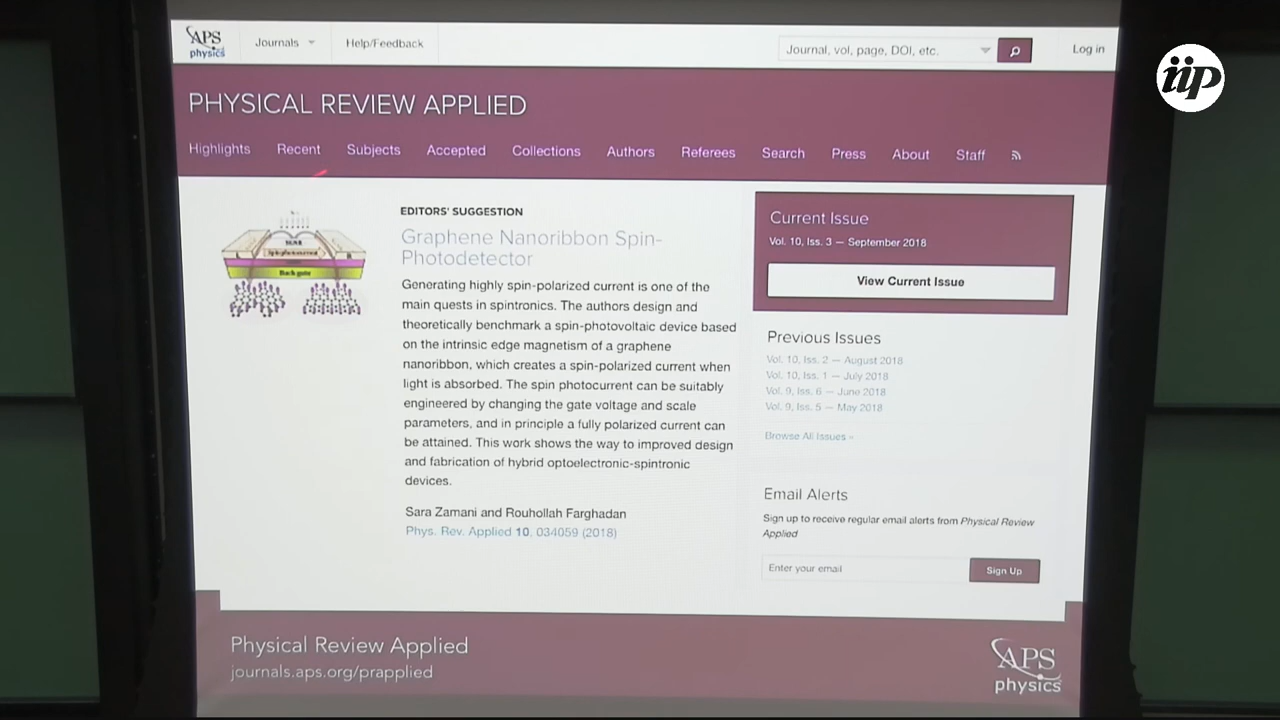 APS
physics
Journals
Help/Feedback
Journal, vol, page, DOI, etc.
Log in
iip
PHYSICAL REVIEW APPLIED
Highlights Recent Subjects Accepted Collections Authors Referees Search Press About Staff
EDITORS' SUGGESTION
Graphene Nanoribbon Spin-
Photodetector
Generating highly spin-polarized current is one of the
main quests in spintronics. The authors design and
theoretically benchmark a spin-photovoltaic device based
on the intrinsic edge magnetism of a graphene
nanoribbon, which creates a spin-polarized current when
light is absorbed. The spin photocurrent can be suitably
engineered by changing the gate voltage and scale
parameters, and in principle a fully polarized current can
be attained. This work shows the way to improved design
and fabrication of hybrid optoelectronic-spintronic
devices.
Sara Zamani and Rouhollah Farghadan
Phys. Rev. Applied 10, 034059 (2018)
Back gate
Current Issue
Vol. 10, Iss. 3 — September 2018
View Current Issue
Previous Issues
Vol. 10, Iss. 2 — August 2018
Vol. 10, Iss. 1 — July 2018
Vol. 9, Iss. 6 — June 2018
Vol. 9, Iss. 5 — May 2018
Browse All Issues »
Email Alerts
Sign up to receive regular email alerts from Physical Review
Applied
Enter your email
Sign Up
Physical Review Applied
journals.aps.org/prapplied
APS
physics